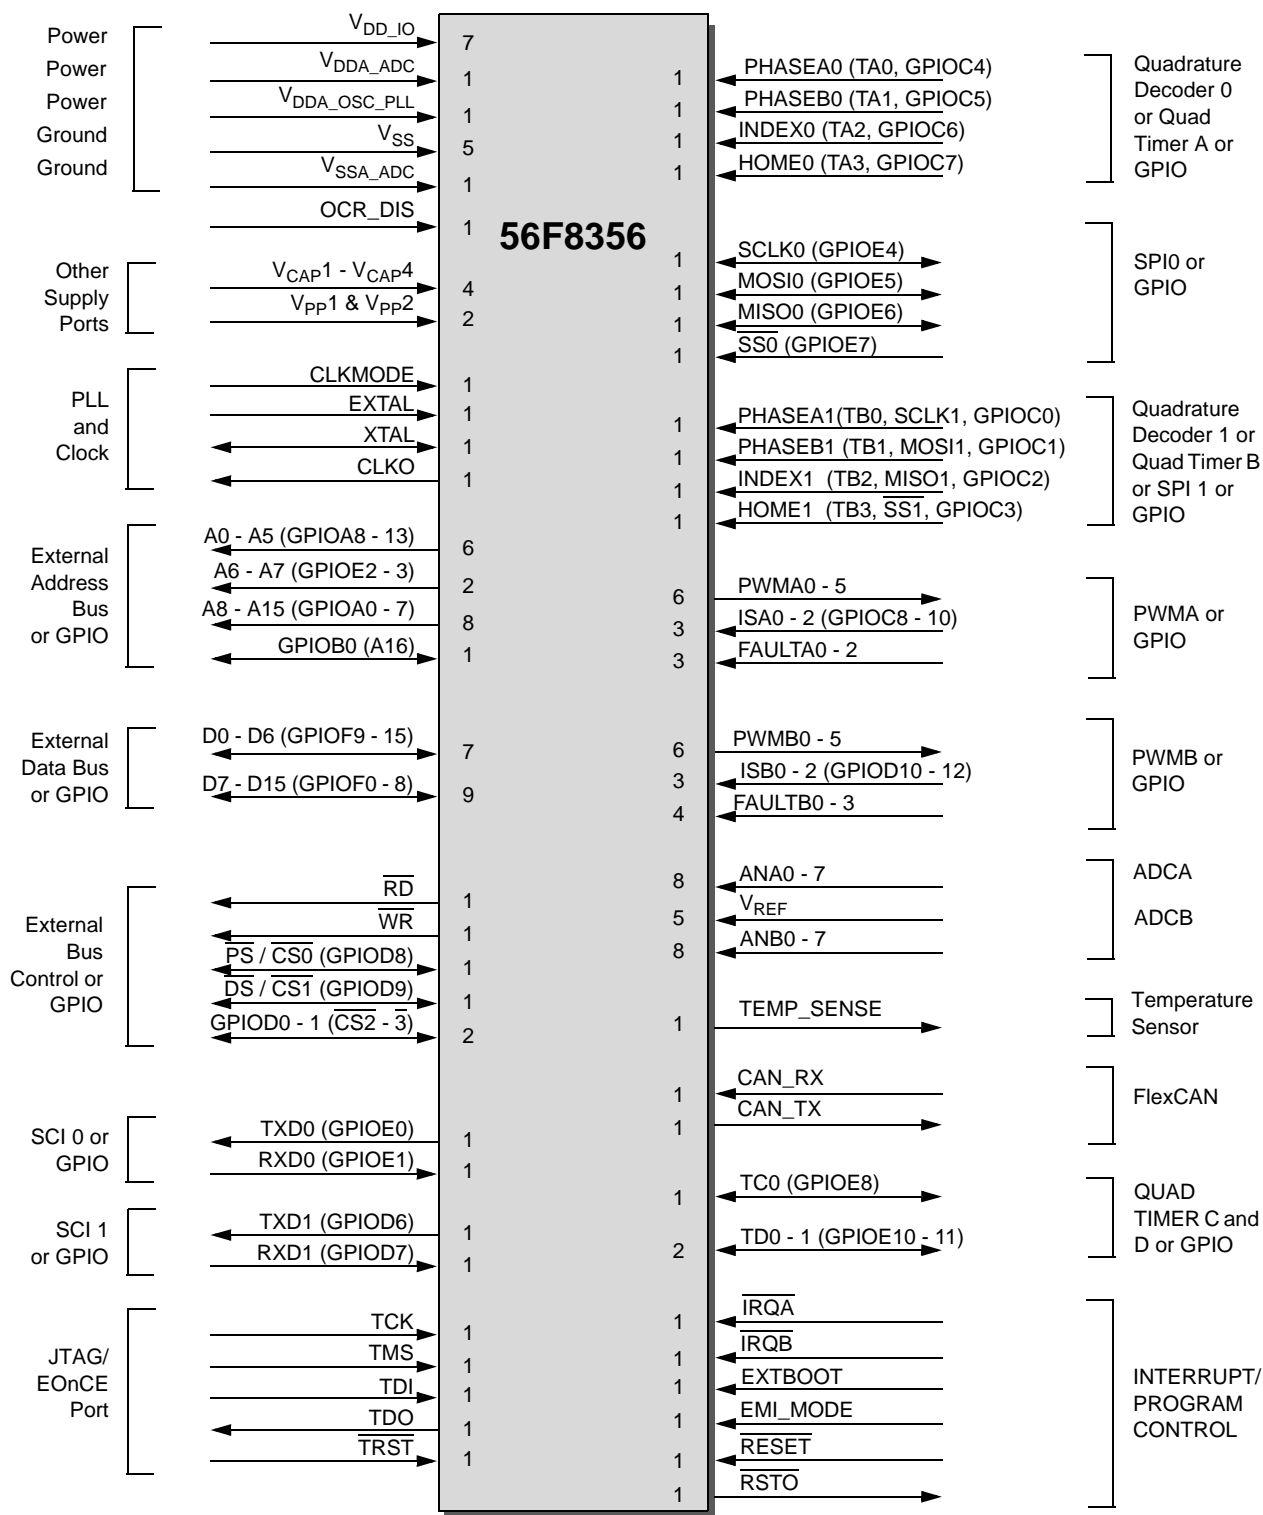 Power
Power
Power
Ground
Ground
VDD_IO
7
VDDA_ADC
1
VDDA_OSC_PLL
1
VSS
5
VSSA_ADC
1
OCR_DIS
1
Other
Supply
Ports
VCAP1 - VCAP4
4
VPP1 & VPP2
2
PLL
and
Clock
CLKMODE
1
EXTAL
1
XTAL
1
CLKO
1
External
Address
Bus
or GPIO
A0 - A5 (GPIOA8 - 13)
6
A6 - A7 (GPIOE2 - 3)
2
A8 - A15 (GPIOA0 - 7)
8
GPIOB0 (A16)
1
External
Data Bus
or GPIO
D0 - D6 (GPIOF9 - 15)
7
D7 - D15 (GPIOF0 - 8)
9
External
Bus
Control or
GPIO
RD
1
WR
1
PS / CS0 (GPIOD8)
1
DS / CS1 (GPIOD9)
1
GPIOD0 - 1 (CS2 - 3)
2
SCI 0 or
GPIO
TXD0 (GPIOE0)
1
RXD0 (GPIOE1)
1
SCI 1
or GPIO
TXD1 (GPIOD6)
1
RXD1 (GPIOD7)
1
JTAG/
EOnCE
Port
TCK
1
TMS
1
TDI
1
TDO
1
TRST
1
56F8356
1
PHASEA0 (TA0, GPIOC4)
1
PHASEB0 (TA1, GPIOC5)
1
INDEX0 (TA2, GPIOC6)
1
HOME0 (TA3, GPIOC7)
Quadrature
Decoder 0
or Quad
Timer A or
GPIO
1
SCLK0 (GPIOE4)
1
MOSI0 (GPIOE5)
1
MISO0 (GPIOE6)
1
SS0 (GPIOE7)
SPI0 or
GPIO
1
PHASEA1(TB0, SCLK1, GPIOC0)
1
PHASEB1 (TB1, MOSI1, GPIOC1)
1
INDEX1 (TB2, MISO1, GPIOC2)
1
HOME1 (TB3, SS1, GPIOC3)
Quadrature
Decoder 1 or
Quad Timer B
or SPI 1 or
GPIO
6
PWMA0 - 5
3
ISA0 - 2 (GPIOC8 - 10)
3
FAULTA0 - 2
PWMA or
GPIO
6
PWMB0 - 5
3
ISB0 - 2 (GPIOD10 - 12)
4
FAULTB0 - 3
PWMB or
GPIO
8
ANA0 - 7
5
VREF
8
ANB0 - 7
ADCA
ADCB
1
TEMP_SENSE
Temperature
Sensor
1
CAN_RX
1
CAN_TX
FlexCAN
1
TC0 (GPIOE8)
2
TD0 - 1 (GPIOE10 - 11)
QUAD
TIMER C and
D or GPIO
1
IRQA
1
IRQB
1
EXTBOOT
1
EMI_MODE
1
RESET
1
RSTO
INTERRUPT/
PROGRAM
CONTROL